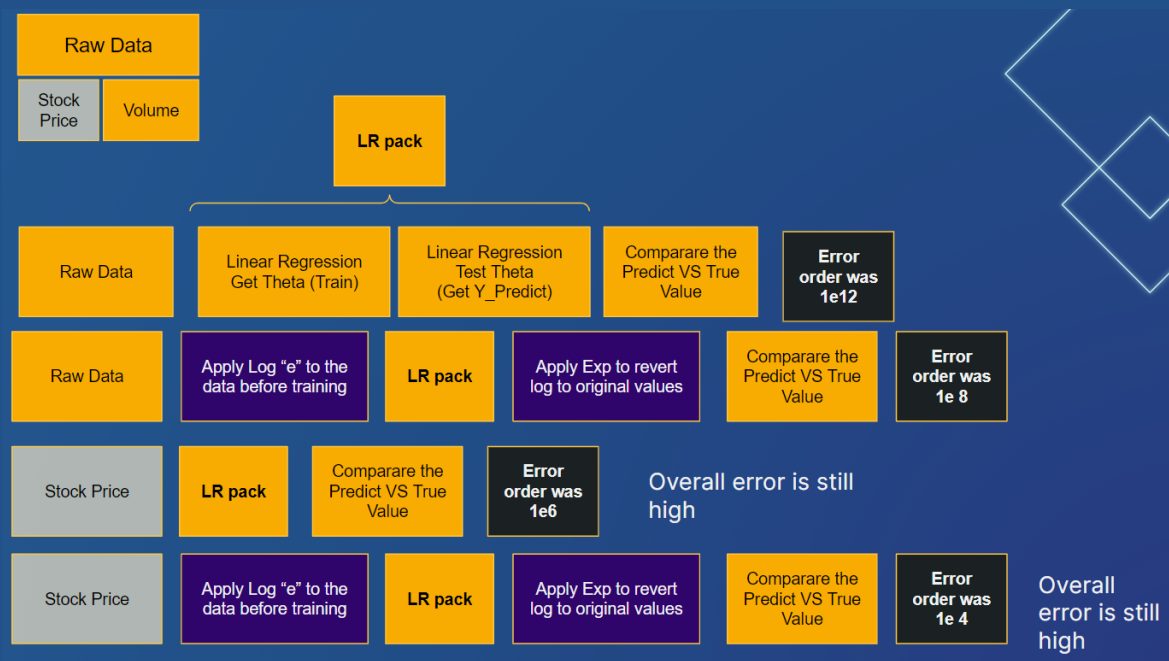 Raw Data
Stock
Price
Volume
LR pack
Raw Data
Linear Regression
Get Theta (Train)
Linear Regression
Test Theta
(Get Y_Predict)
Comparare the
Predict VS True
Value
Error
order was
1e12
Raw Data
Apply Log “e” to the
data before training
LR pack
Apply Exp to revert
log to original values
Comparare the
Predict VS True
Value
Error
order was
1e 8
Stock Price
LR pack
Comparare the
Predict VS True
Value
Error
order was
1e6
Overall error is still
high
Stock Price
Apply Log “e” to the
data before training
LR pack
Apply Exp to revert
log to original values
Comparare the
Predict VS True
Value
Error
order was
1e 4
Overall
error is still
high